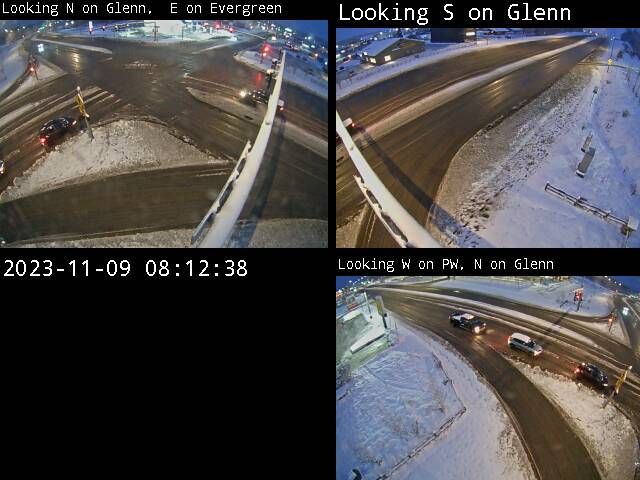 Looking N on Glenn,  E on Evergreen
Looking S on Glenn
2023-11-09 08:12:38
Looking W on PW, N on Glenn